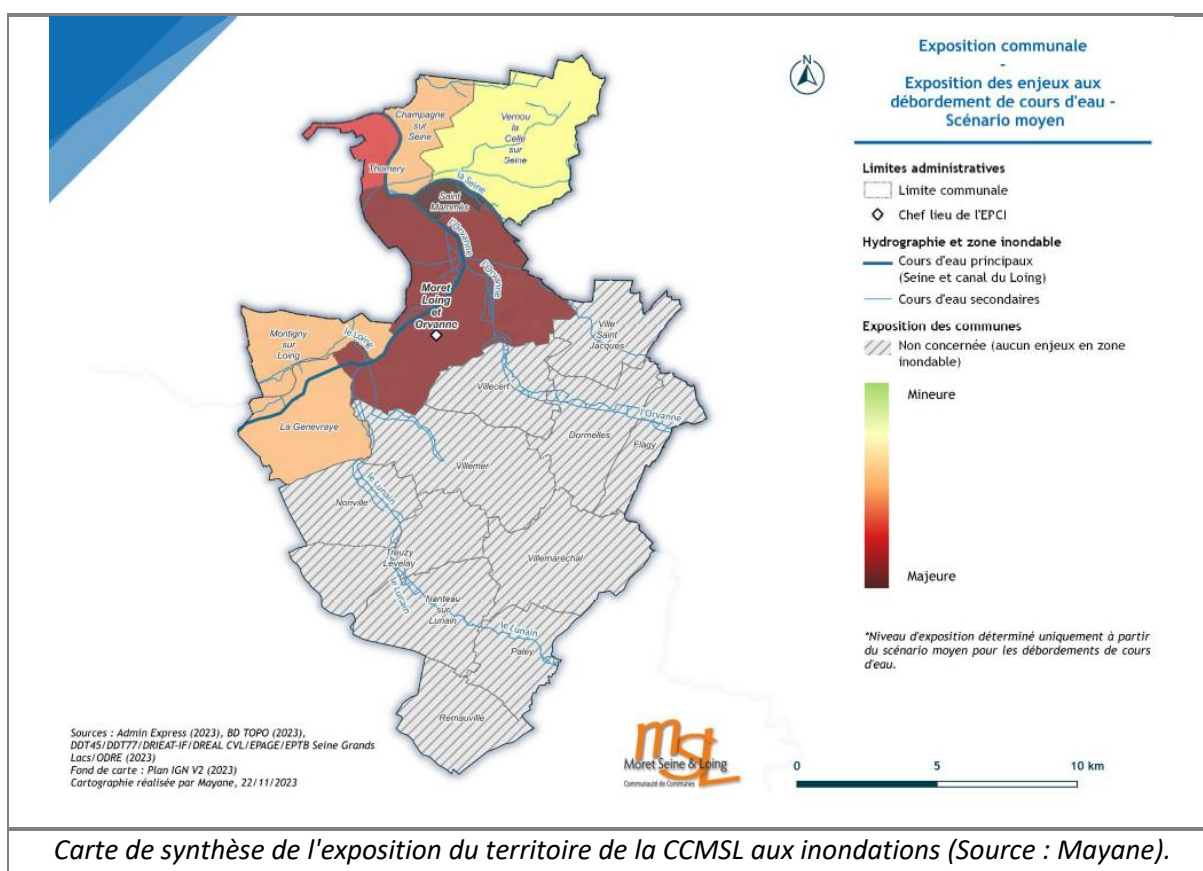 Exposition communale
-
Exposition des enjeux aux
débordement de cours d'eau -
Scénario moyen
N
Limites administratives
Limite communale
Chef lieu de l'EPCI
Hydrographie et zone inondable
Cours d'eau principaux
(Seine et canal du Loing)
Cours d'eau secondaires
Exposition des communes
Non concernée (aucun enjeux en zone
inondable)
Mineure
Majeure
*Niveau d'exposition déterminé uniquement à partir
du scénario moyen pour les débordements de cours
d'eau.
Champagne
sur
Seine
Vernou
la
Celle
sur
Seine
Thomery
la Seine
Saint
Mammès
l'Orvanne
l'Orvanne
Moret
Loing
et
Orvanne
Montigny
sur
Loing
le Loing
La Genevraye
Ville
Saint
Jacques
Villecerf
l'Orvanne
Dormelles
Flagy
Villemer
le Lunain
Nonville
Treuzy
Levelay
le Lunain
Villemaréchal
Nanteau
sur
Lunain
le Lunain
Paley
Remauville
Sources : Admin Express (2023), BD TOPO (2023),
DDT45/DDT77/DRIEAT-IF/DREAL CVL/EPAGE/EPTB Seine Grands
Lacs/ODRE (2023)
Fond de carte : Plan IGN V2 (2023)
Cartographie réalisée par Mayane, 22/11/2023
msl
Moret Seine & Loing
Communauté de Communes
0 5 10 km
Carte de synthèse de l'exposition du territoire de la CCMSL aux inondations (Source : Mayane).